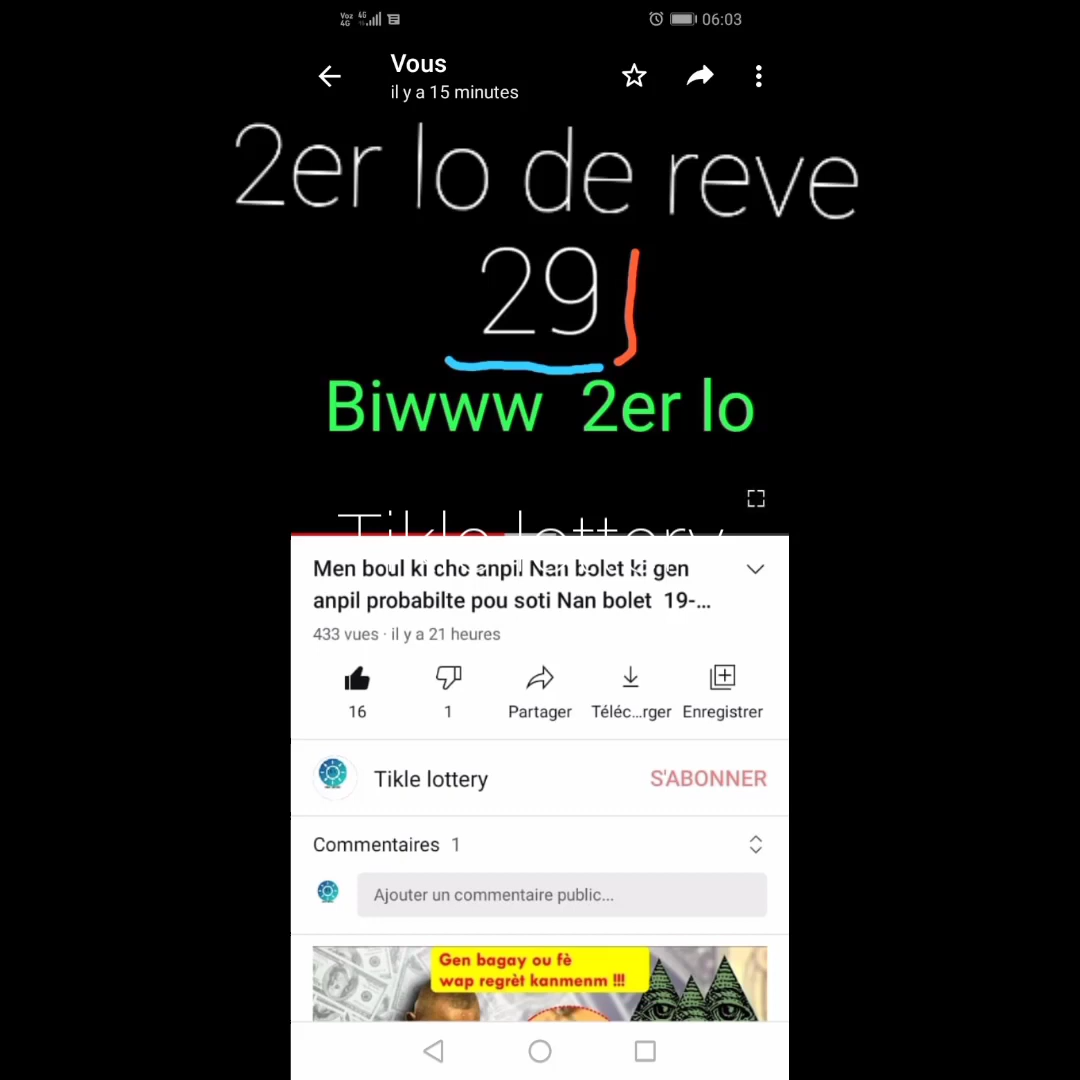 Voz 4G 4G 06:03
Vous
il y a 15 minutes
2er lo de reve
29
Biwww 2er lo
Tikle lottery
Men boul ki cho anpil Nan bolet ki gen
anpil probabilte pou soti Nan bolet 19-...
433 vues · il y a 21 heures
16 1 Partager Téléc...rger Enregistrer
Tikle lottery S'ABONNER
Commentaires 1
Ajouter un commentaire public...
Gen bagay ou fè
wap regrèt kanmenm !!!